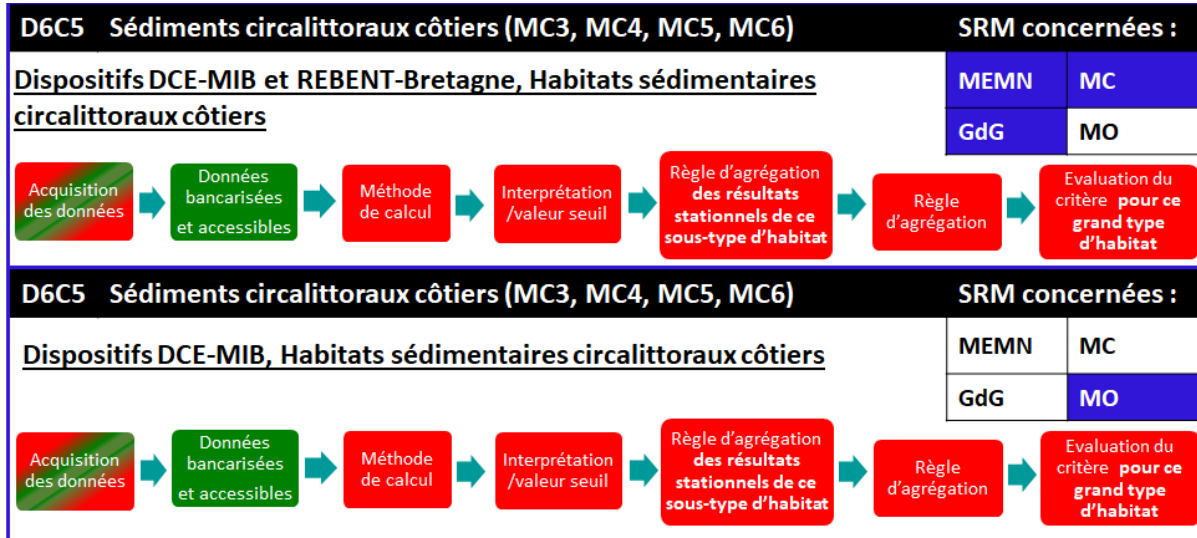 D6C5 Sédiments circalittoraux côtiers (MC3, MC4, MC5, MC6)
SRM concernées :
Dispositifs DCE-MIB et REBENT-Bretagne, Habitats sédimentaires
circalittoraux côtiers
MEMN MC
GdG MO
Acquisition
des données
Données
bancarisées
et accessibles
Méthode
de calcul
Interprétation
/valeur seuil
Règle d'agrégation
des résultats
stationnels de ce
sous-type d'habitat
Règle
d'agrégation
Evaluation du
critère pour ce
grand type
d'habitat
D6C5 Sédiments circalittoraux côtiers (MC3, MC4, MC5, MC6)
SRM concernées :
Dispositifs DCE-MIB, Habitats sédimentaires circalittoraux côtiers
MEMN MC
GdG MO
Acquisition
des données
Données
bancarisées
et accessibles
Méthode
de calcul
Interprétation
/valeur seuil
Règle d'agrégation
des résultats
stationnels de ce
sous-type d'habitat
Règle
d'agrégation
Evaluation du
critère pour ce
grand type
d'habitat